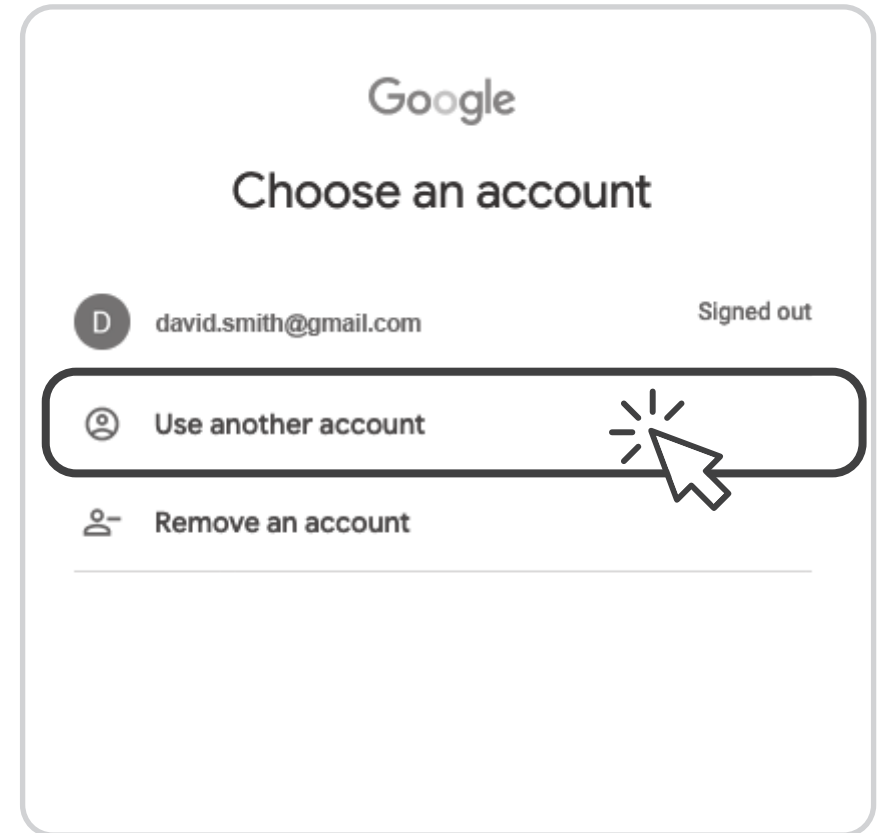 Google
Choose an account
D
david.smith@gmail.com Signed out
Use another account
Remove an account